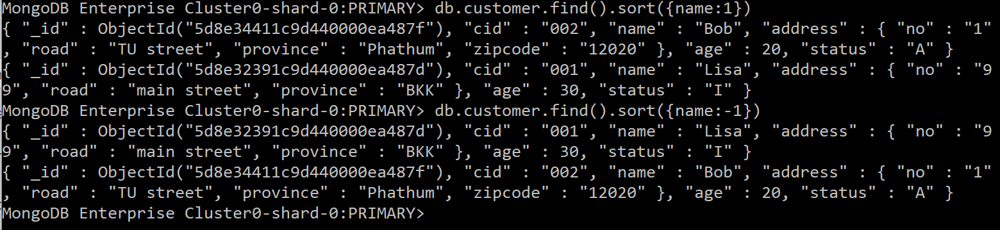 MongoDB Enterprise Cluster0-shard-0:PRIMARY> db.customer.find().sort({name:1})
{ "_id" : ObjectId("5d8e34411c9d440000ea487f"), "cid" : "002", "name" : "Bob", "address" : { "no" : "1"
, "road" : "TU street", "province" : "Phathum", "zipcode" : "12020" }, "age" : 20, "status" : "A" }
{ "_id" : ObjectId("5d8e32391c9d440000ea487d"), "cid" : "001", "name" : "Lisa", "address" : { "no" : "9
9", "road" : "main street", "province" : "BKK" }, "age" : 30, "status" : "I" }
MongoDB Enterprise Cluster0-shard-0:PRIMARY> db.customer.find().sort({name:-1})
{ "_id" : ObjectId("5d8e32391c9d440000ea487d"), "cid" : "001", "name" : "Lisa", "address" : { "no" : "9
9", "road" : "main street", "province" : "BKK" }, "age" : 30, "status" : "I" }
{ "_id" : ObjectId("5d8e34411c9d440000ea487f"), "cid" : "002", "name" : "Bob", "address" : { "no" : "1"
, "road" : "TU street", "province" : "Phathum", "zipcode" : "12020" }, "age" : 20, "status" : "A" }
MongoDB Enterprise Cluster0-shard-0:PRIMARY>